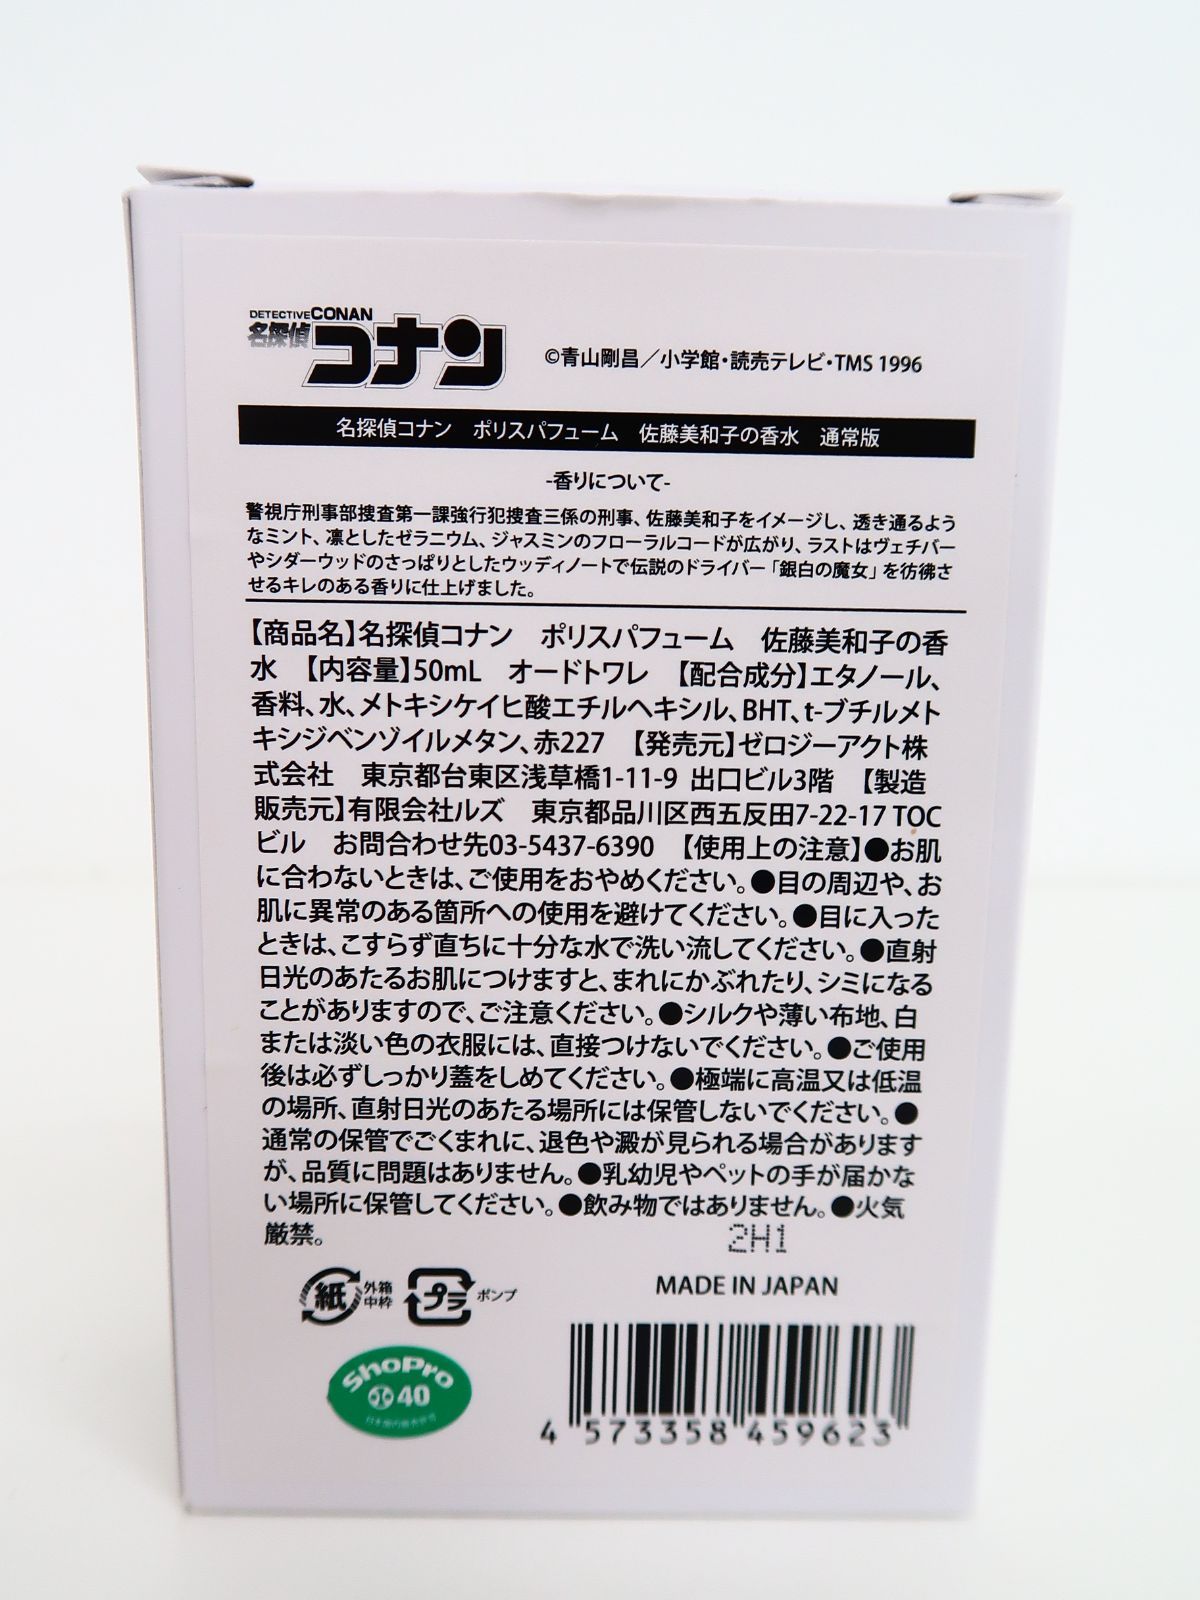 DETECTIVE CONAN
名探偵コナン
©青山剛昌／小学館・読売テレビ・TMS 1996
名探偵コナン　ポリスパフューム　佐藤美和子の香水　通常版
-香りについて-
警視庁刑事部捜査第一課強行犯捜査三係の刑事、佐藤美和子をイメージし、透き通るよう
なミント、凛としたゼラニウム、ジャスミンのフローラルコードが広がり、ラストはヴェチバー
やシダーウッドのさっぱりとしたウッディノートで伝説のドライバー「銀白の魔女」を彷彿さ
せるキレのある香りに仕上げました。
【商品名】名探偵コナン　ポリスパフューム　佐藤美和子の香
水　【内容量】50mL　オードトワレ　【配合成分】エタノール、
香料、水、メトキシケイヒ酸エチルヘキシル、BHT、t-ブチルメト
キシジベンゾイルメタン、赤227　【発売元】ゼロジーアクト株
式会社　東京都台東区浅草橋1-11-9 出口ビル3階　【製造
販売元】有限会社ルズ　東京都品川区西五反田7-22-17 TOC
ビル　お問合わせ先03-5437-6390　【使用上の注意】●お肌
に合わないときは、ご使用をおやめください。●目の周辺や、お
肌に異常のある箇所への使用を避けてください。●目に入った
ときは、こすらず直ちに十分な水で洗い流してください。●直射
日光のあたるお肌につけますと、まれにかぶれたり、シミになる
ことがありますので、ご注意ください。●シルクや薄い布地、白
または淡い色の衣服には、直接つけないでください。●ご使用
後は必ずしっかり蓋をしめてください。●極端に高温又は低温
の場所、直射日光のあたる場所には保管しないでください。●
通常の保管でごくまれに、退色や澱が見られる場合があります
が、品質に問題はありません。●乳幼児やペットの手が届かな
い場所に保管してください。●飲み物ではありません。●火気
厳禁。
2H1
紙 外箱
中枠
プラ ポンプ
MADE IN JAPAN
ShoPro
40
4 573358 459623